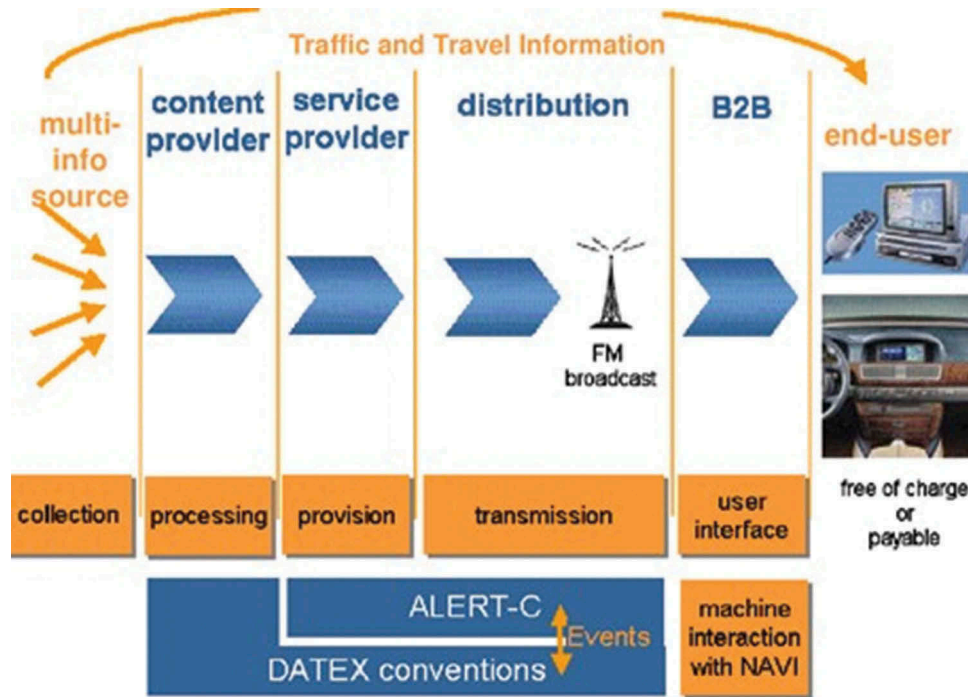 Traffic and Travel Information
multi-
info
source
content
provider
service
provider
distribution
B2B
end-user
FM
broadcast
collection
processing
provision
transmission
user
interface
free of charge
or
payable
ALERT-C
Events
DATEX conventions
machine
interaction
with NAVI